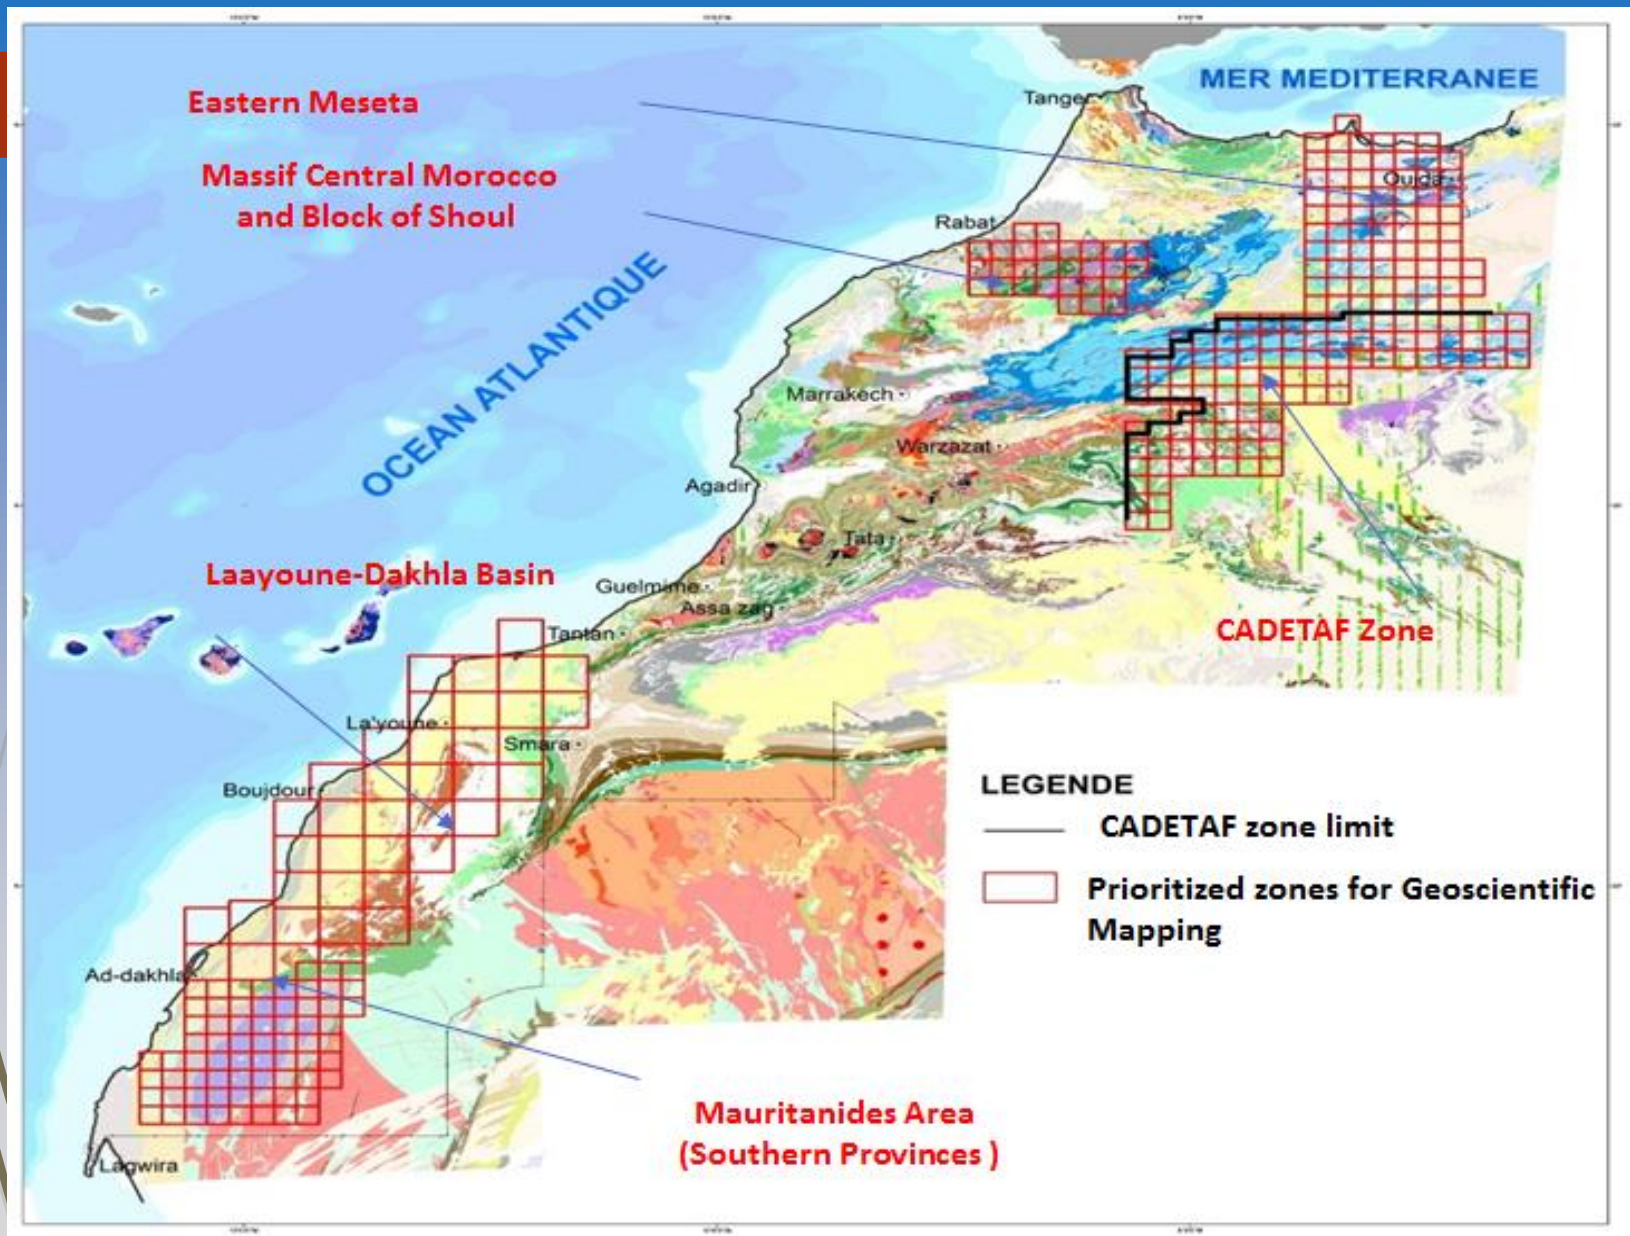 MER MEDITERRANEE
Eastern Meseta
Tanger
Massif Central Morocco
and Block of Shoul
Oujda
Rabat
OCEAN ATLANTIQUE
Marrakech
Warzazat
Agadir
Tata
Laayoune-Dakhla Basin
Guelmime
Assa zag
Tantan
CADETAF Zone
La'youne
Smara
Boujdour
LEGENDE
CADETAF zone limit
Prioritized zones for Geoscientific
Mapping
Ad-dakhla
Mauritanides Area
(Southern Provinces )
Lagwira